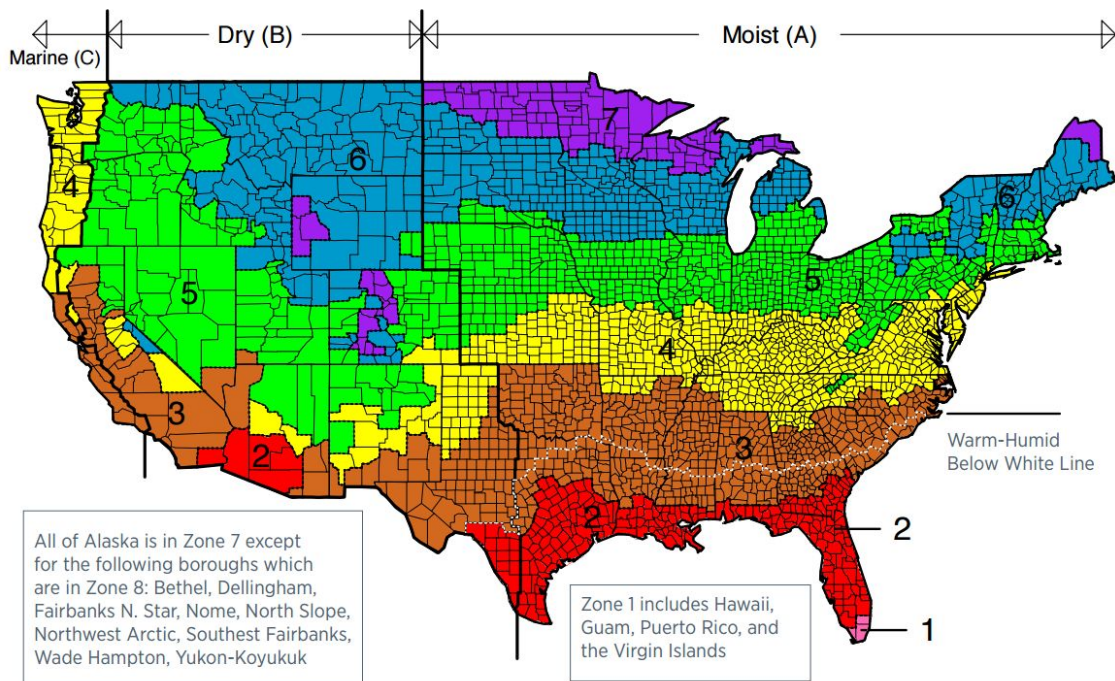 Marine (C)
Dry (B)
Moist (A)
7
6
4
6
5
5
4
3
3
2
2
Warm-Humid
Below White Line
2
1
All of Alaska is in Zone 7 except
for the following boroughs which
are in Zone 8: Bethel, Dellingham,
Fairbanks N. Star, Nome, North Slope,
Northwest Arctic, Southest Fairbanks,
Wade Hampton, Yukon-Koyukuk
Zone 1 includes Hawaii,
Guam, Puerto Rico, and
the Virgin Islands